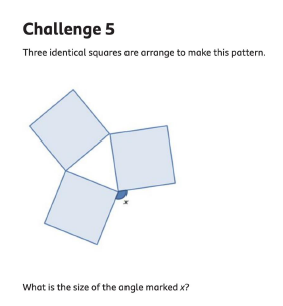 Challenge 5
Three identical squares are arrange to make this pattern.
x
What is the size of the angle marked x?